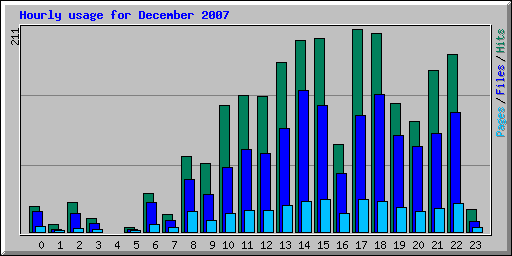 Hourly usage for December 2007
211
Pages / Files / Hits
0 1 2 3 4 5 6 7 8 9 10 11 12 13 14 15 16 17 18 19 20 21 22 23